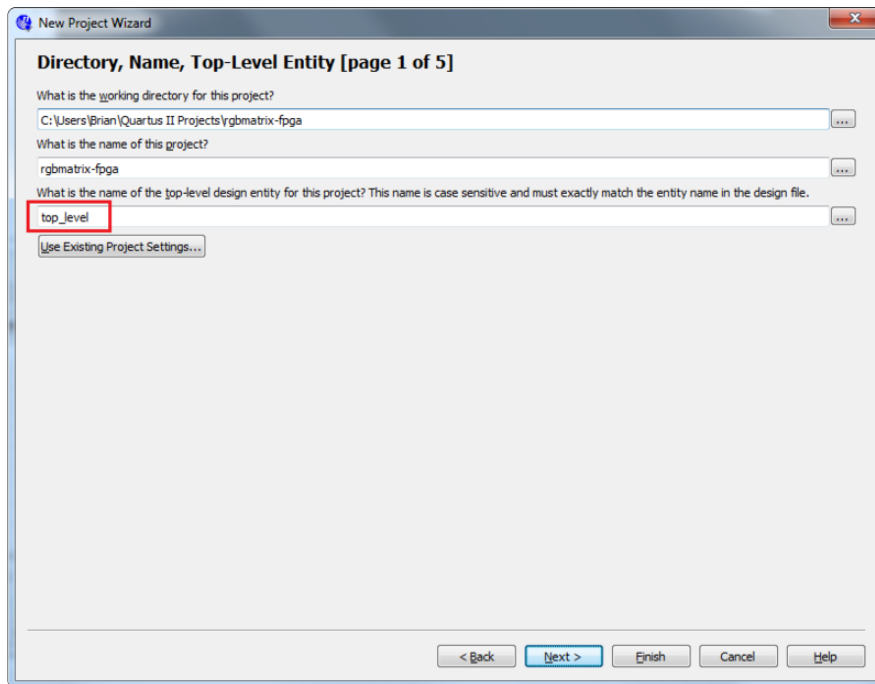 New Project Wizard
Directory, Name, Top-Level Entity [page 1 of 5]
What is the working directory for this project?
C:\Users\Brian\Quartus II Projects\rgbmatrix-fpga
...
What is the name of this project?
rgbmatrix-fpga
...
What is the name of the top-level design entity for this project? This name is case sensitive and must exactly match the entity name in the design file.
top_level
...
Use Existing Project Settings...
< Back Next > Finish Cancel Help